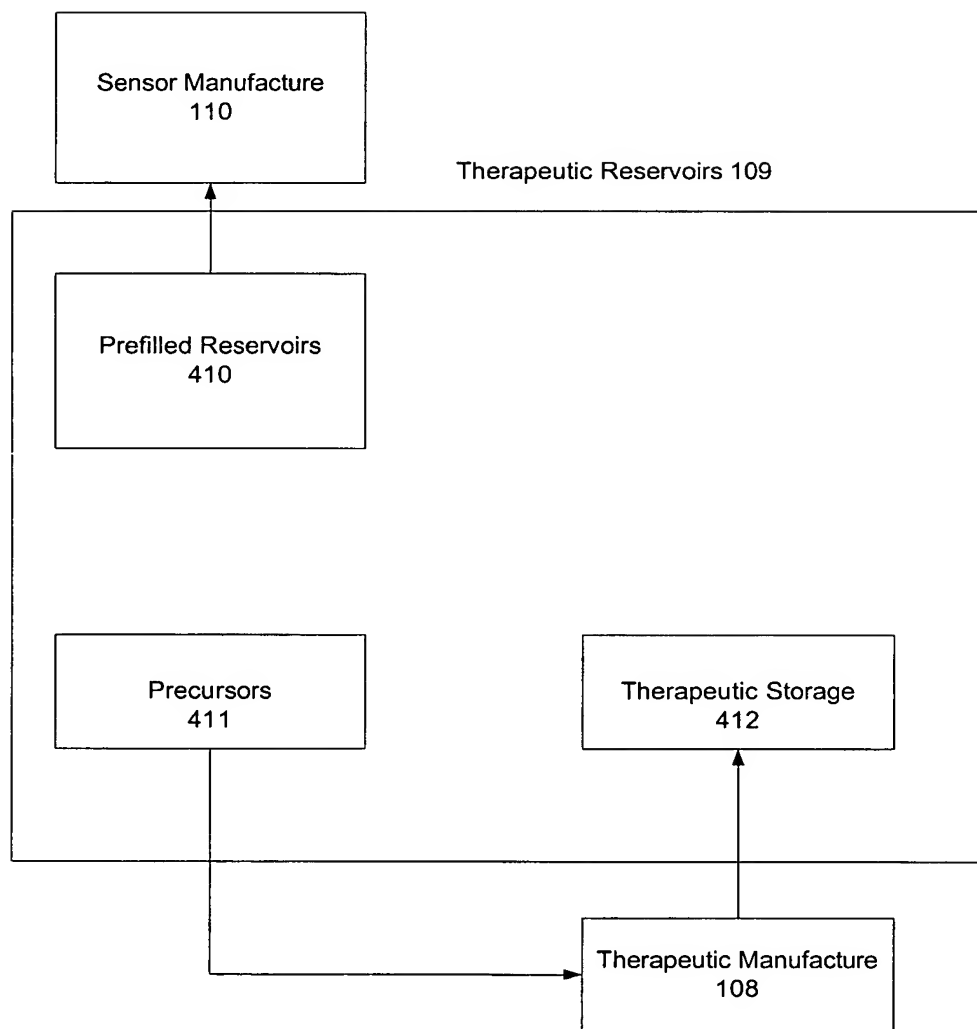 Sensor Manufacture
110
Therapeutic Reservoirs 109
Prefilled Reservoirs
410
Precursors
411
Therapeutic Storage
412
Therapeutic Manufacture
108